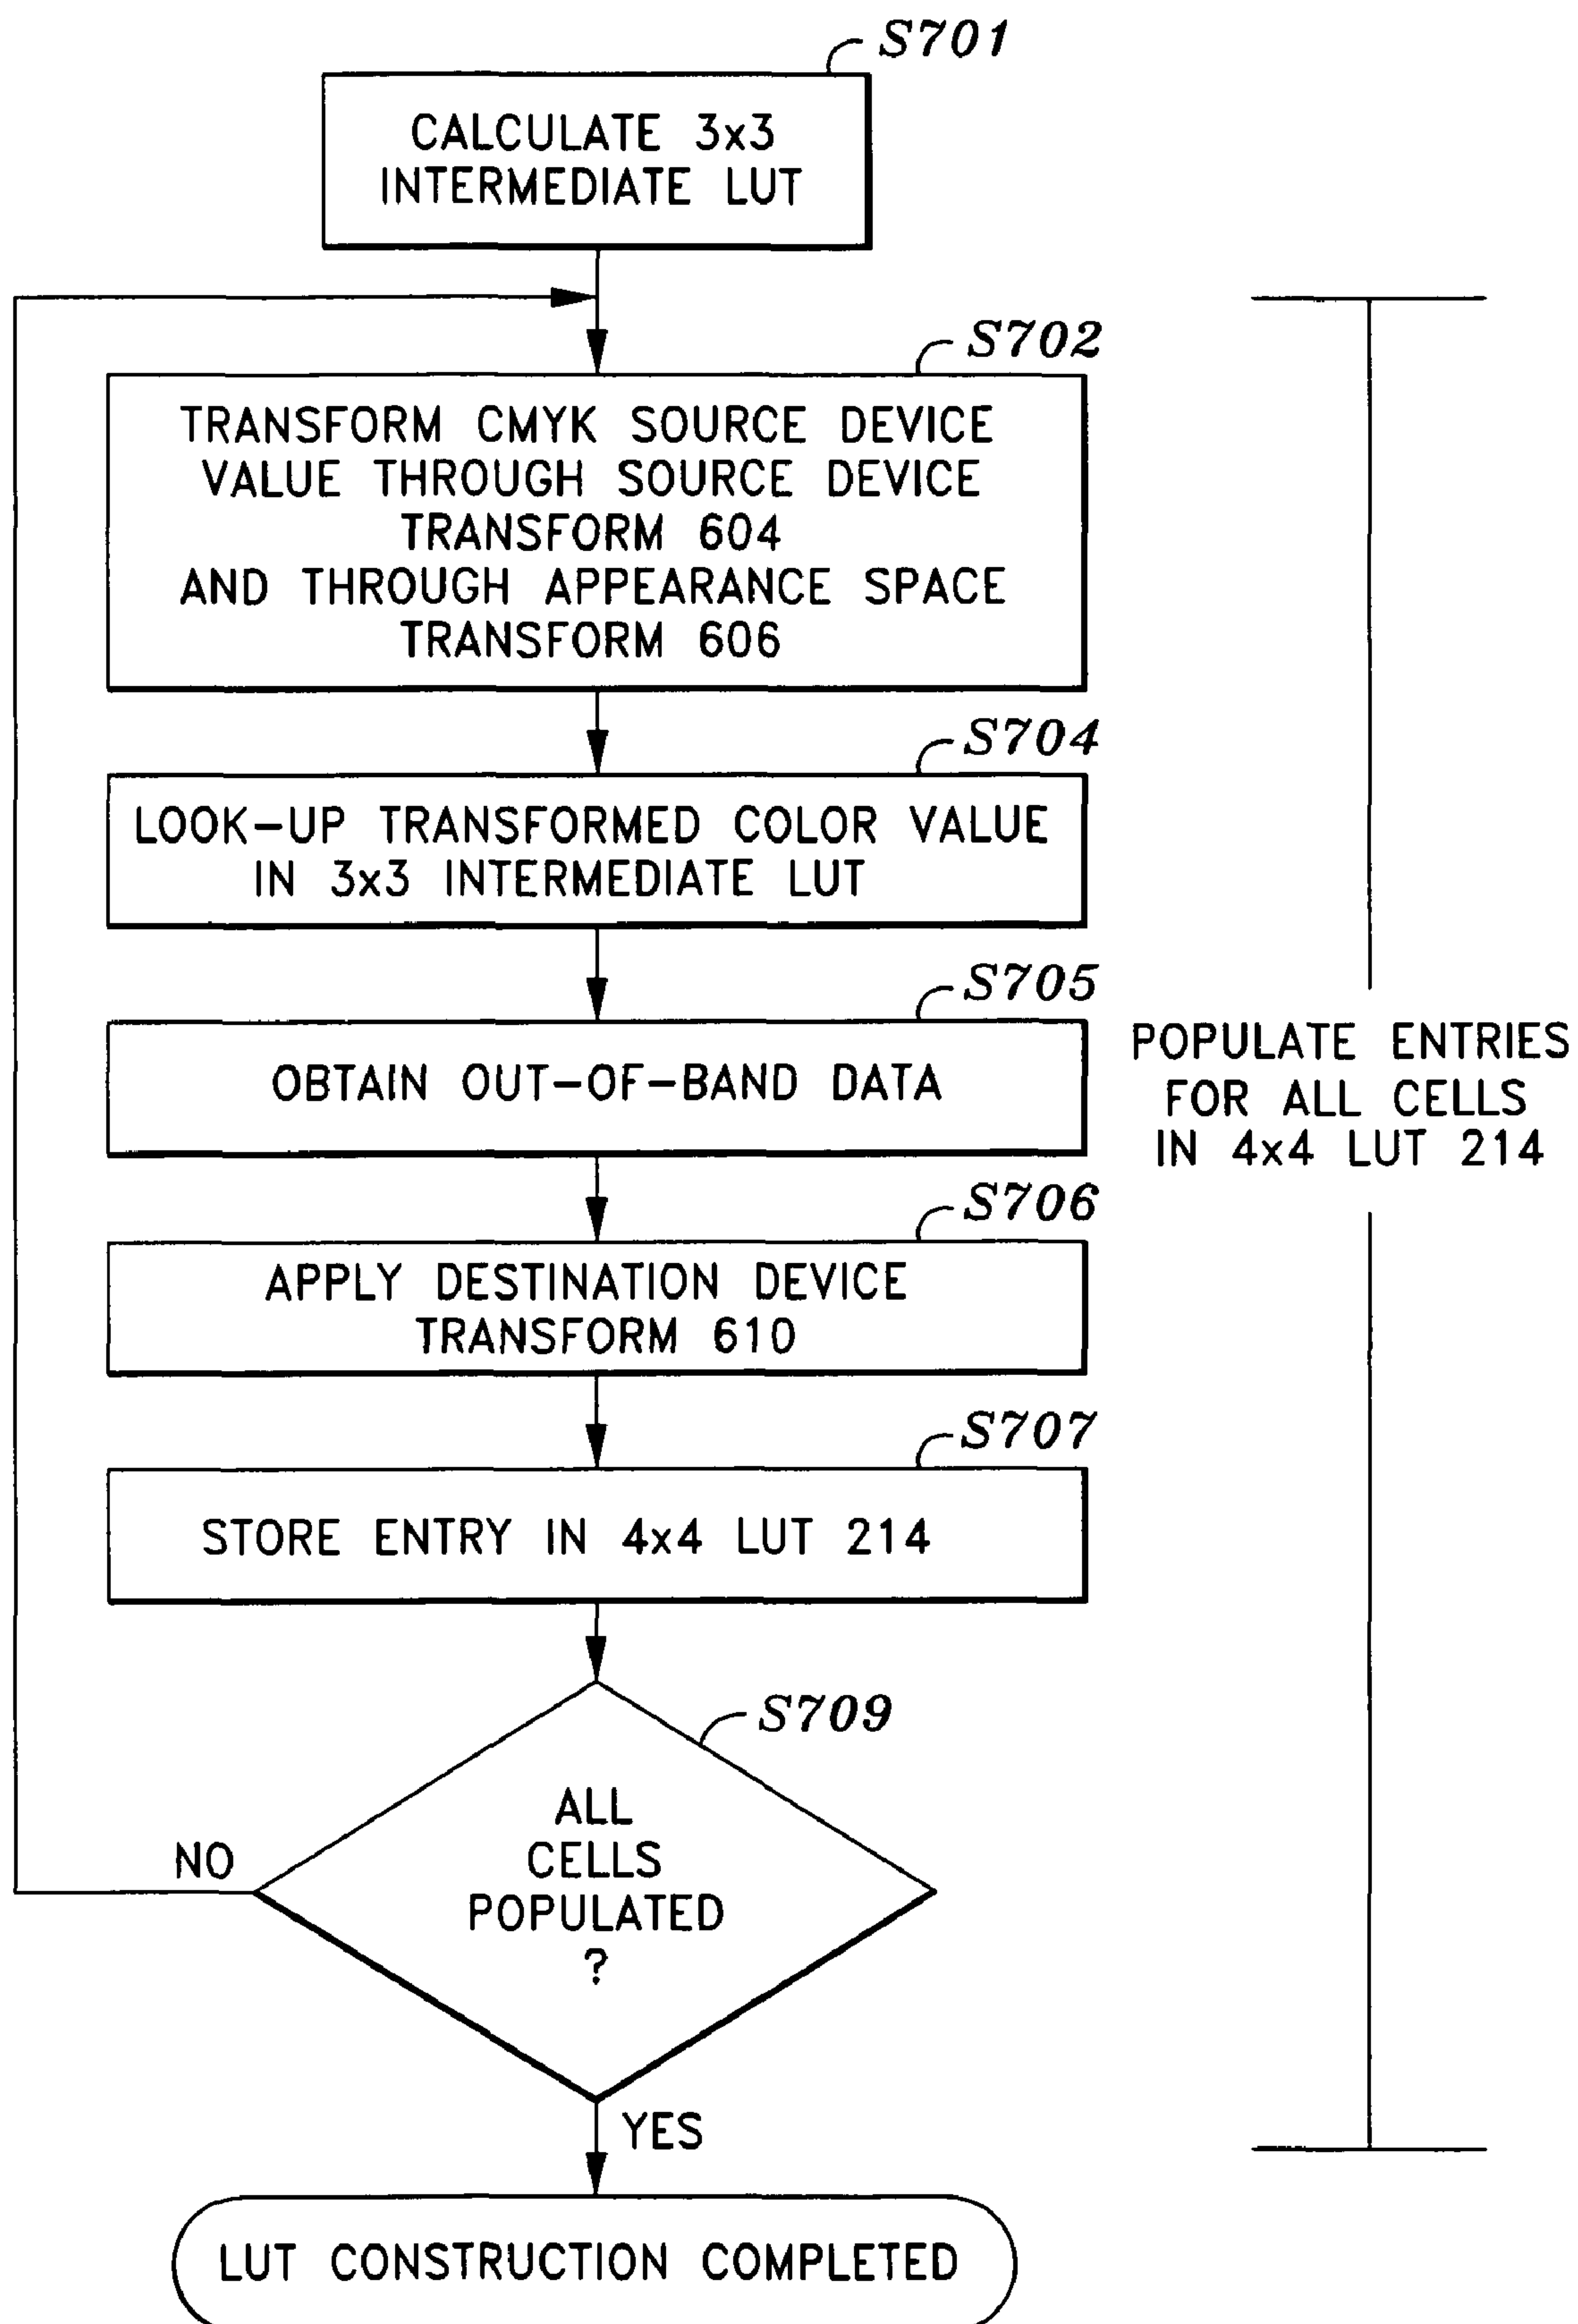 S701
CALCULATE 3x3
INTERMEDIATE LUT
S702
TRANSFORM CMYK SOURCE DEVICE
VALUE THROUGH SOURCE DEVICE
TRANSFORM 604
AND THROUGH APPEARANCE SPACE
TRANSFORM 606
S704
LOOK-UP TRANSFORMED COLOR VALUE
IN 3x3 INTERMEDIATE LUT
S705
OBTAIN OUT-OF-BAND DATA
POPULATE ENTRIES
FOR ALL CELLS
IN 4x4 LUT 214
S706
APPLY DESTINATION DEVICE
TRANSFORM 610
S707
STORE ENTRY IN 4x4 LUT 214
S709
ALL
CELLS
POPULATED
?
NO
YES
LUT CONSTRUCTION COMPLETED